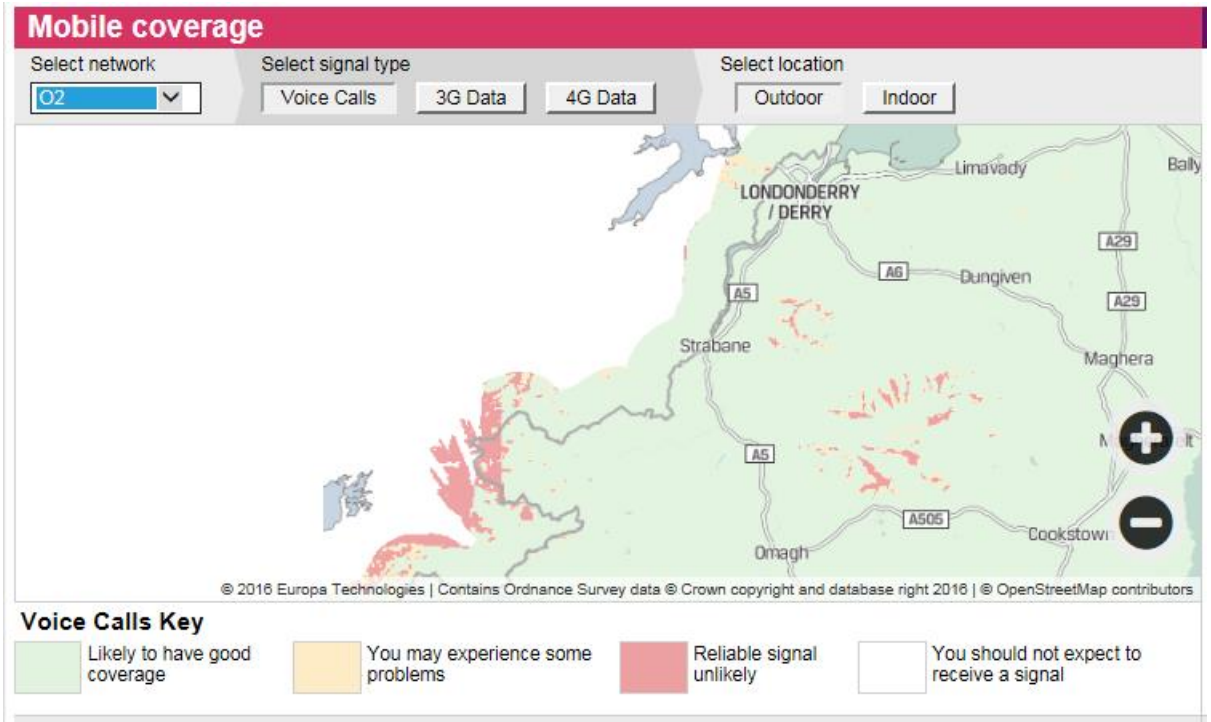 Mobile coverage
Select network
Select signal type
Select location
O2
Voice Calls
3G Data
4G Data
Outdoor
Indoor
Limavady
Bally
LONDONDERRY
/ DERRY
A29
A6
Dungiven
A5
A29
Strabane
Maghera
A5
A505
Cookstown
Omagh
© 2016 Europa Technologies | Contains Ordnance Survey data © Crown copyright and database right 2016 | © OpenStreetMap contributors
Voice Calls Key
Likely to have good
coverage
You may experience some
problems
Reliable signal
unlikely
You should not expect to
receive a signal